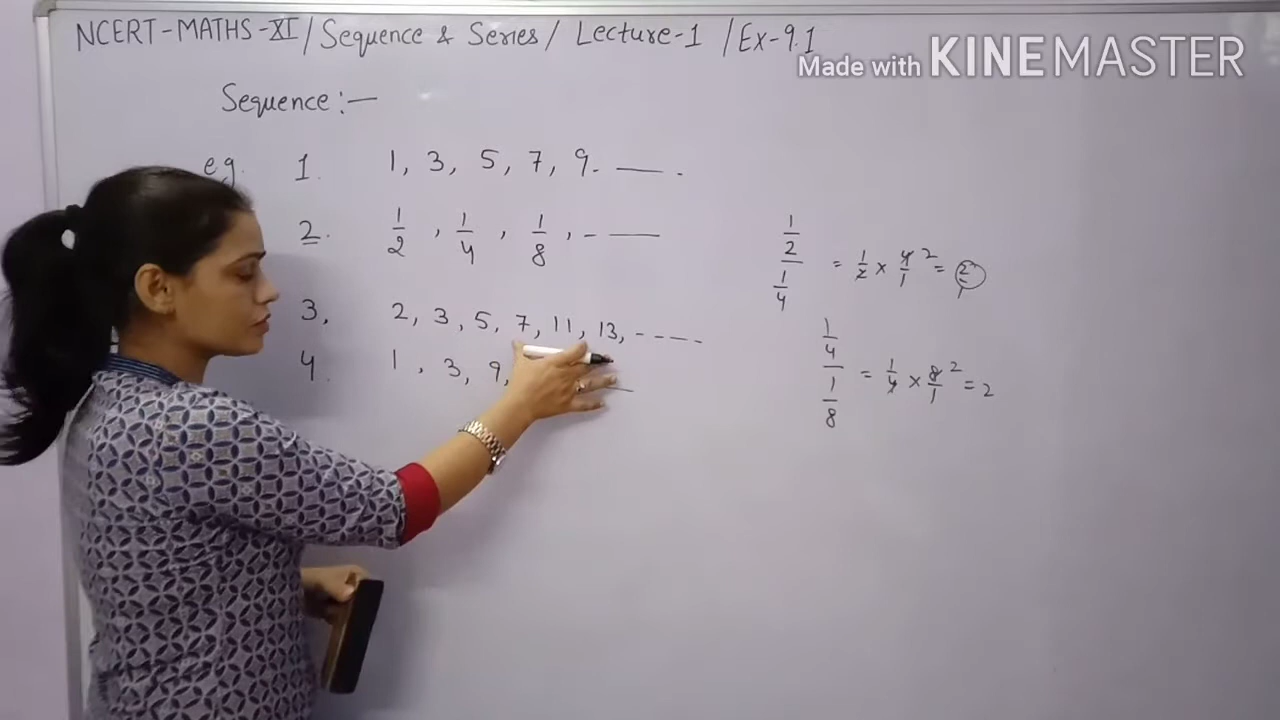 NCERT-MATHS-XI / Sequence & Series / Lecture-1 / Ex-9.1
Made with KINEMASTER
Sequence :—
eg. 1. 1, 3, 5, 7, 9. —— .
2. 1/2 , 1/4 , 1/8 , - ——
3, 2, 3, 5, 7, 11, 13, - - - - -
4. 1 , 3, 9,
1/2 / 1/4 = 1/2 × 4/1 2 = 2/1
1/4 / 1/8 = 1/4 × 8/1 2 = 2